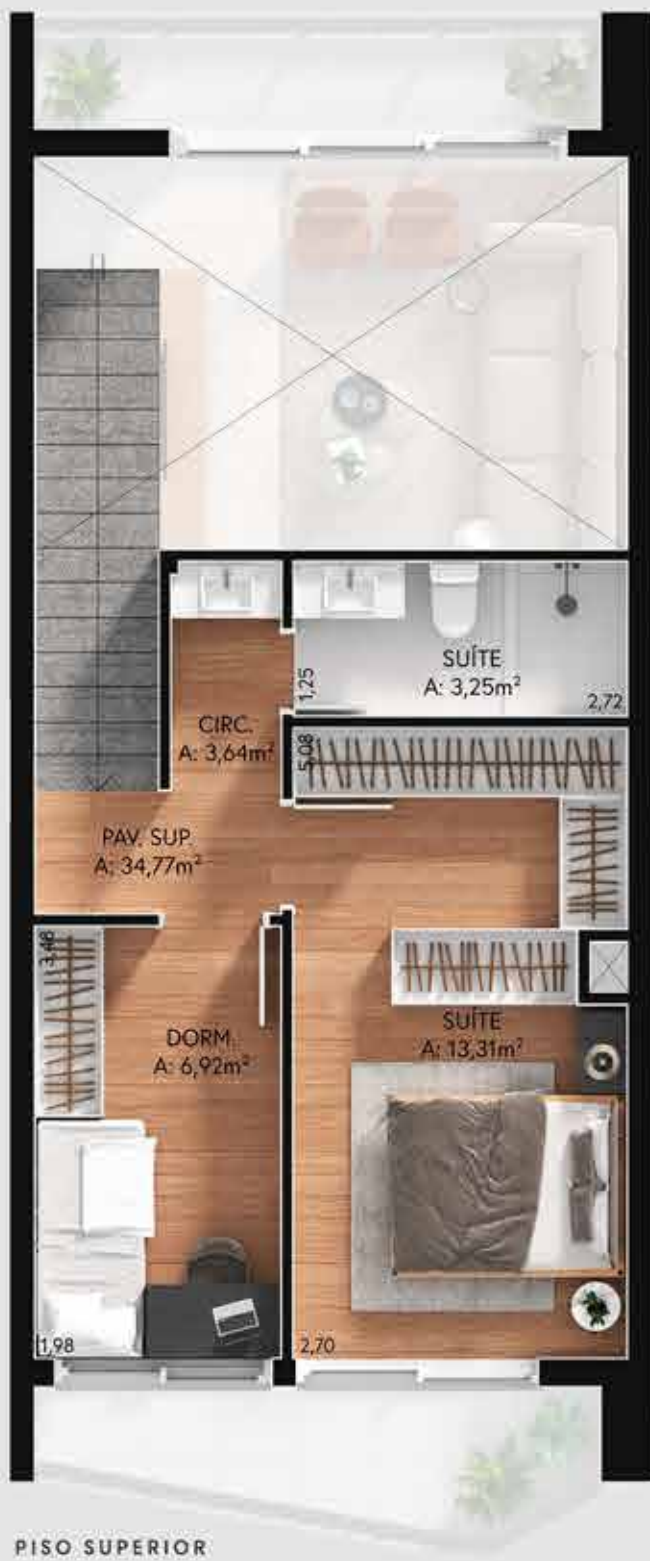 SUÍTE
A: 3,25m²
1,25
2,72
CIRC.
A: 3,64m²
5,08
PAV. SUP.
A: 34,77m²
3,48
DORM.
A: 6,92m²
SUÍTE
A: 13,31m²
1,98
2,70
PISO SUPERIOR